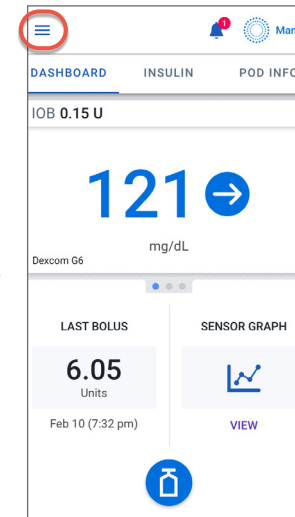 1
Man
DASHBOARD INSULIN POD INFO
IOB 0.15 U
121
mg/dL
Dexcom G6
LAST BOLUS SENSOR GRAPH
6.05
Units
Feb 10 (7:32 pm) VIEW